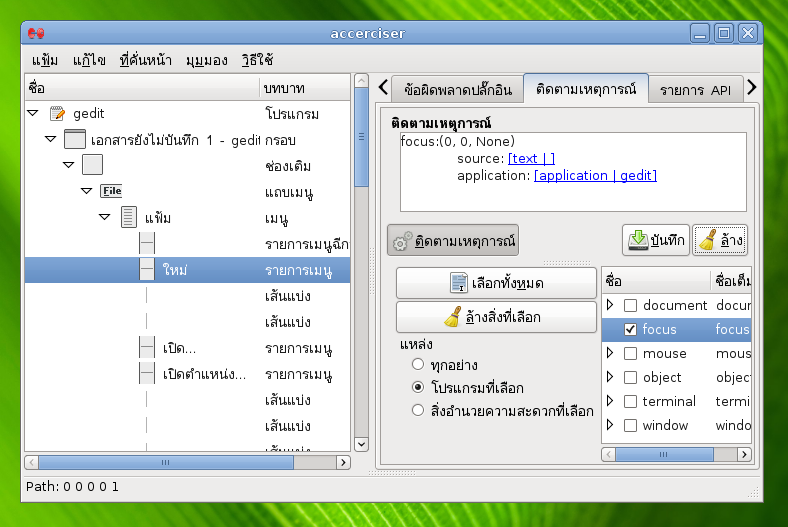 accerciser
แฟ้ม แก้ไข ที่คั่นหน้า มุมมอง วิธีใช้
ชื่อ บทบาท
gedit โปรแกรม
เอกสารยังไม่บันทึก 1 - gedit กรอบ
ช่องเติม
File แถบเมนู
แฟ้ม เมนู
รายการเมนูฉีก
ใหม่ รายการเมนู
เส้นแบ่ง
เส้นแบ่ง
เปิด... รายการเมนู
เปิดตำแหน่ง... รายการเมนู
เส้นแบ่ง
เส้นแบ่ง
เส้นแบ่ง
ข้อผิดพลาดปลั๊กอิน ติดตามเหตุการณ์ รายการ API
ติดตามเหตุการณ์
focus:(0, 0, None)
source: [text | ]
application: [application | gedit]
ติดตามเหตุการณ์ บันทึก ล้าง
เลือกทั้งหมด
ล้างสิ่งที่เลือก
แหล่ง
ทุกอย่าง
โปรแกรมที่เลือก
สิ่งอำนวยความสะดวกที่เลือก
ชื่อ ชื่อเต็ม
document docum
focus focus
mouse mous
object objec
terminal termi
window windo
Path: 0 0 0 0 1